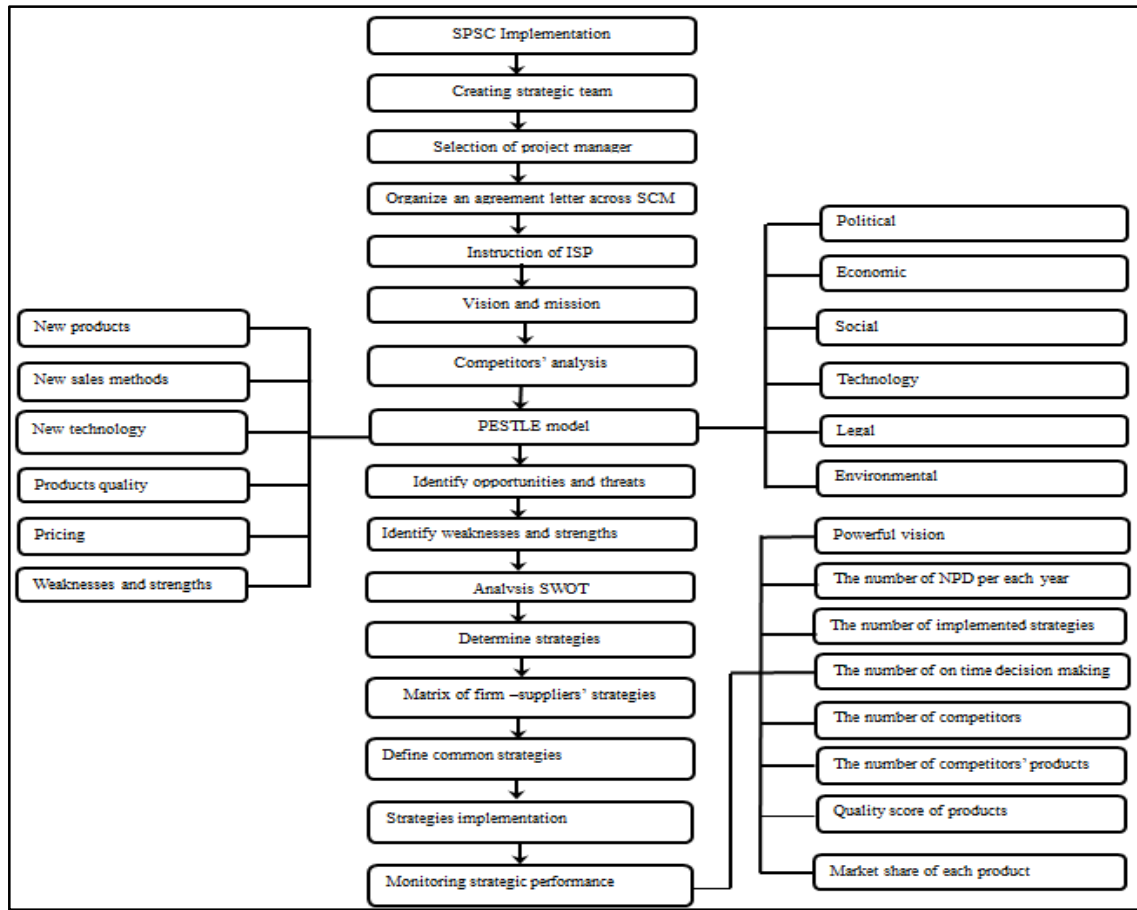 SPSC Implementation
Creating strategic team
Selection of project manager
Organize an agreement letter across SCM
Instruction of ISP
Vision and mission
Competitors' analysis
PESTLE model
Identify opportunities and threats
Identify weaknesses and strengths
Analysis SWOT
Determine strategies
Matrix of firm –suppliers' strategies
Define common strategies
Strategies implementation
Monitoring strategic performance
New products
New sales methods
New technology
Products quality
Pricing
Weaknesses and strengths
Political
Economic
Social
Technology
Legal
Environmental
Powerful vision
The number of NPD per each year
The number of implemented strategies
The number of on time decision making
The number of competitors
The number of competitors' products
Quality score of products
Market share of each product